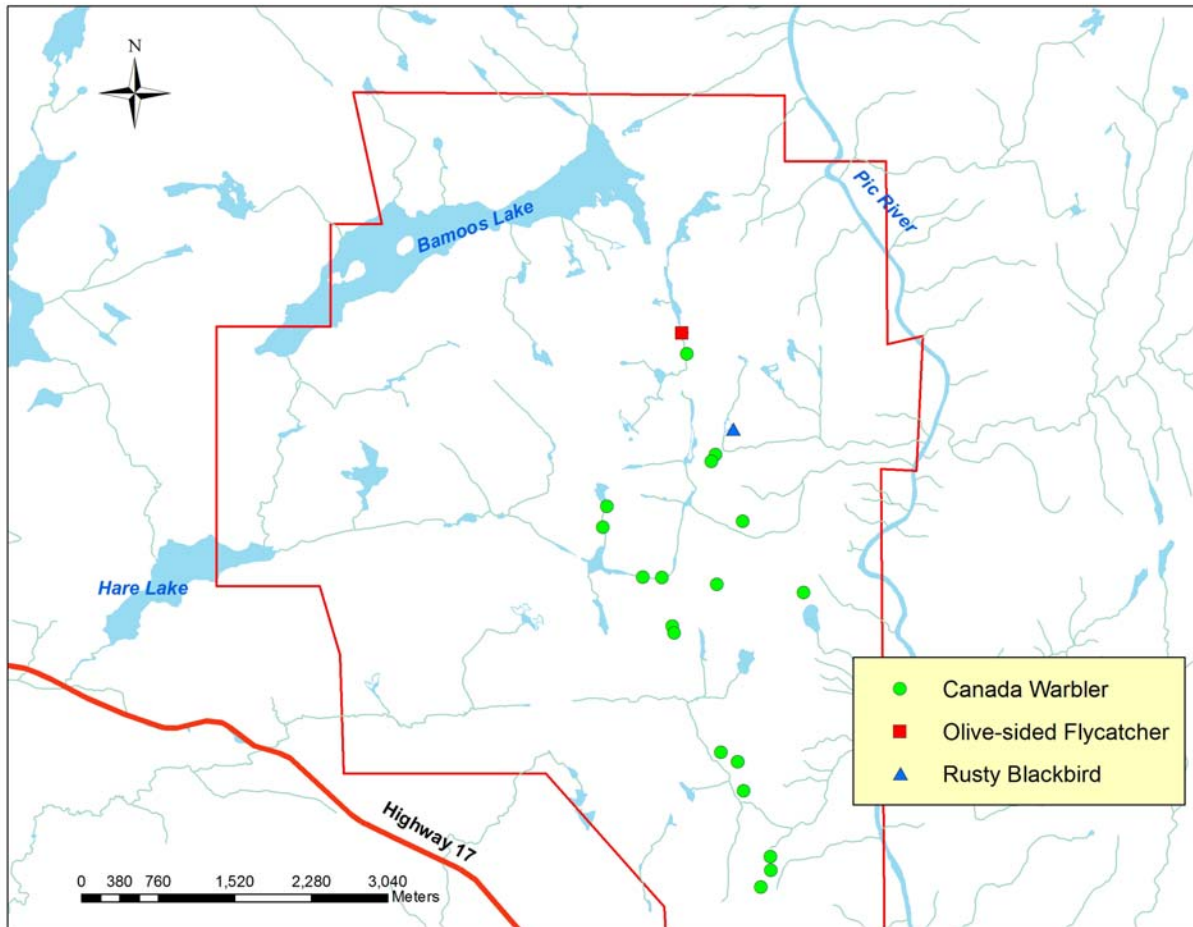 N
Bamoos Lake
Pic River
Hare Lake
Canada Warbler
Olive-sided Flycatcher
Rusty Blackbird
Highway 17
0 380 760 1,520 2,280 3,040
Meters